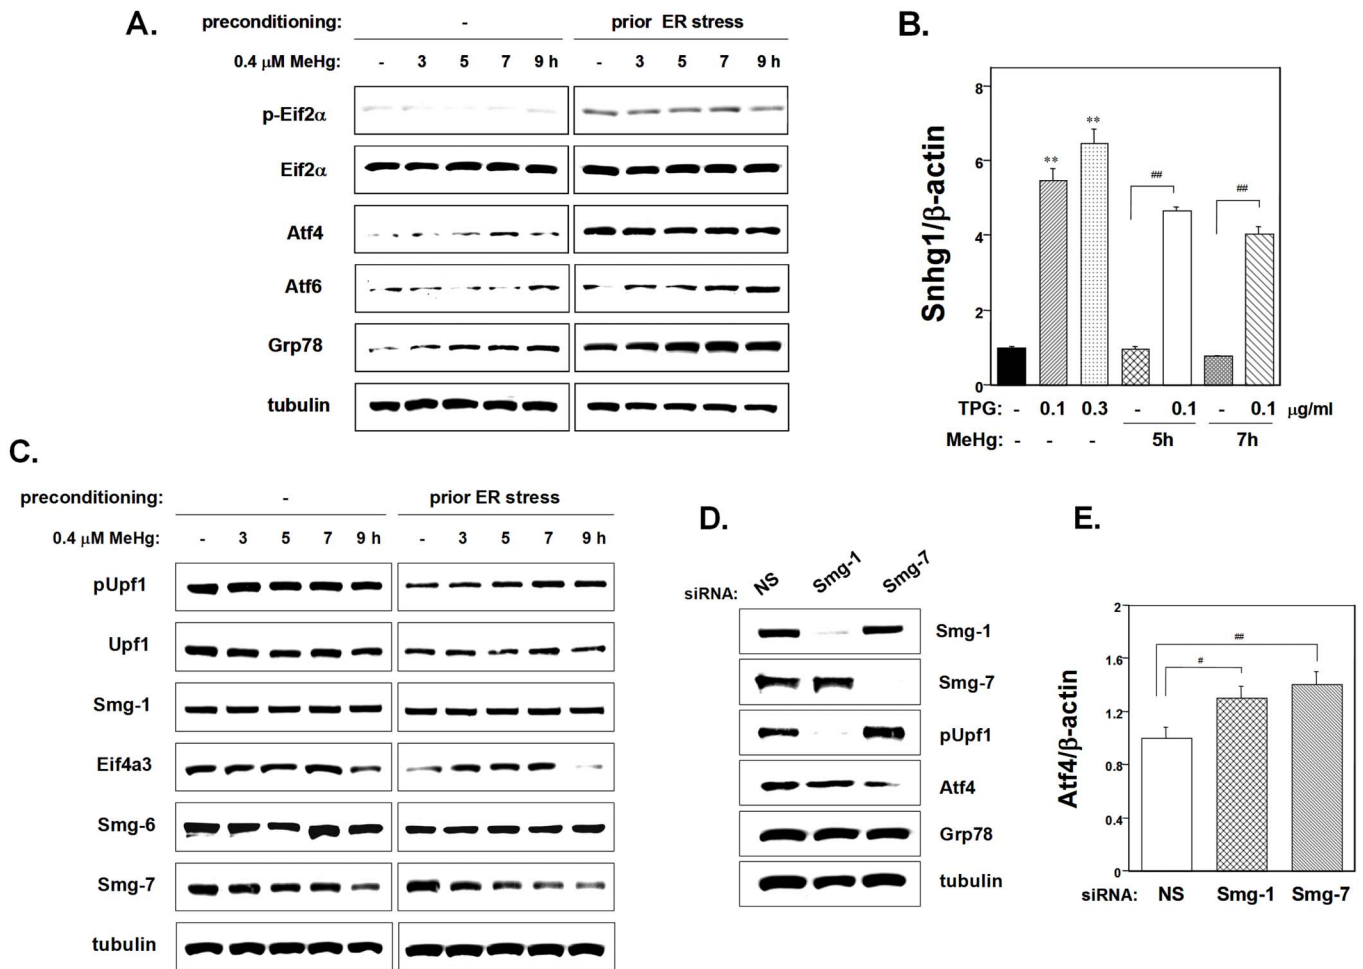 A.
preconditioning: - prior ER stress
0.4 μM MeHg: - 3 5 7 9 h - 3 5 7 9 h
p-Eif2α
Eif2α
Atf4
Atf6
Grp78
tubulin
B.
Snhg1/β-actin
8
6
4
2
0
**
**
##
##
TPG: - 0.1 0.3 - 0.1 - 0.1 μg/ml
MeHg: - - - 5h 7h
C.
preconditioning: - prior ER stress
0.4 μM MeHg: - 3 5 7 9 h - 3 5 7 9 h
pUpf1
Upf1
Smg-1
Eif4a3
Smg-6
Smg-7
tubulin
D.
siRNA: NS Smg-1 Smg-7
Smg-1
Smg-7
pUpf1
Atf4
Grp78
tubulin
E.
Atf4/β-actin
2
1.6
1.2
0.8
0.4
0
##
#
siRNA: NS Smg-1 Smg-7